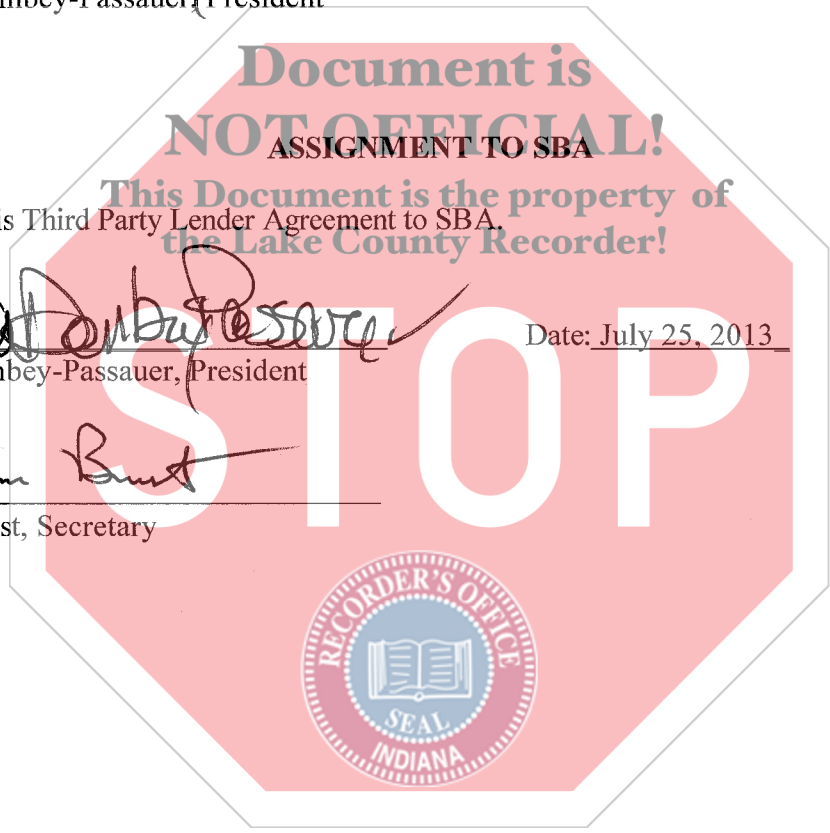 mbey-Passauer, President
Document is
NOT OFFICIAL!
ASSIGNMENT TO SBA
This Document is the property of
is Third Party Lender Agreement to SBA.
the Lake County Recorder!
Date: July 25, 2013
nbey-Passauer, President
st, Secretary
STOP
RECORDER'S OFFICE
SEAL
INDIANA